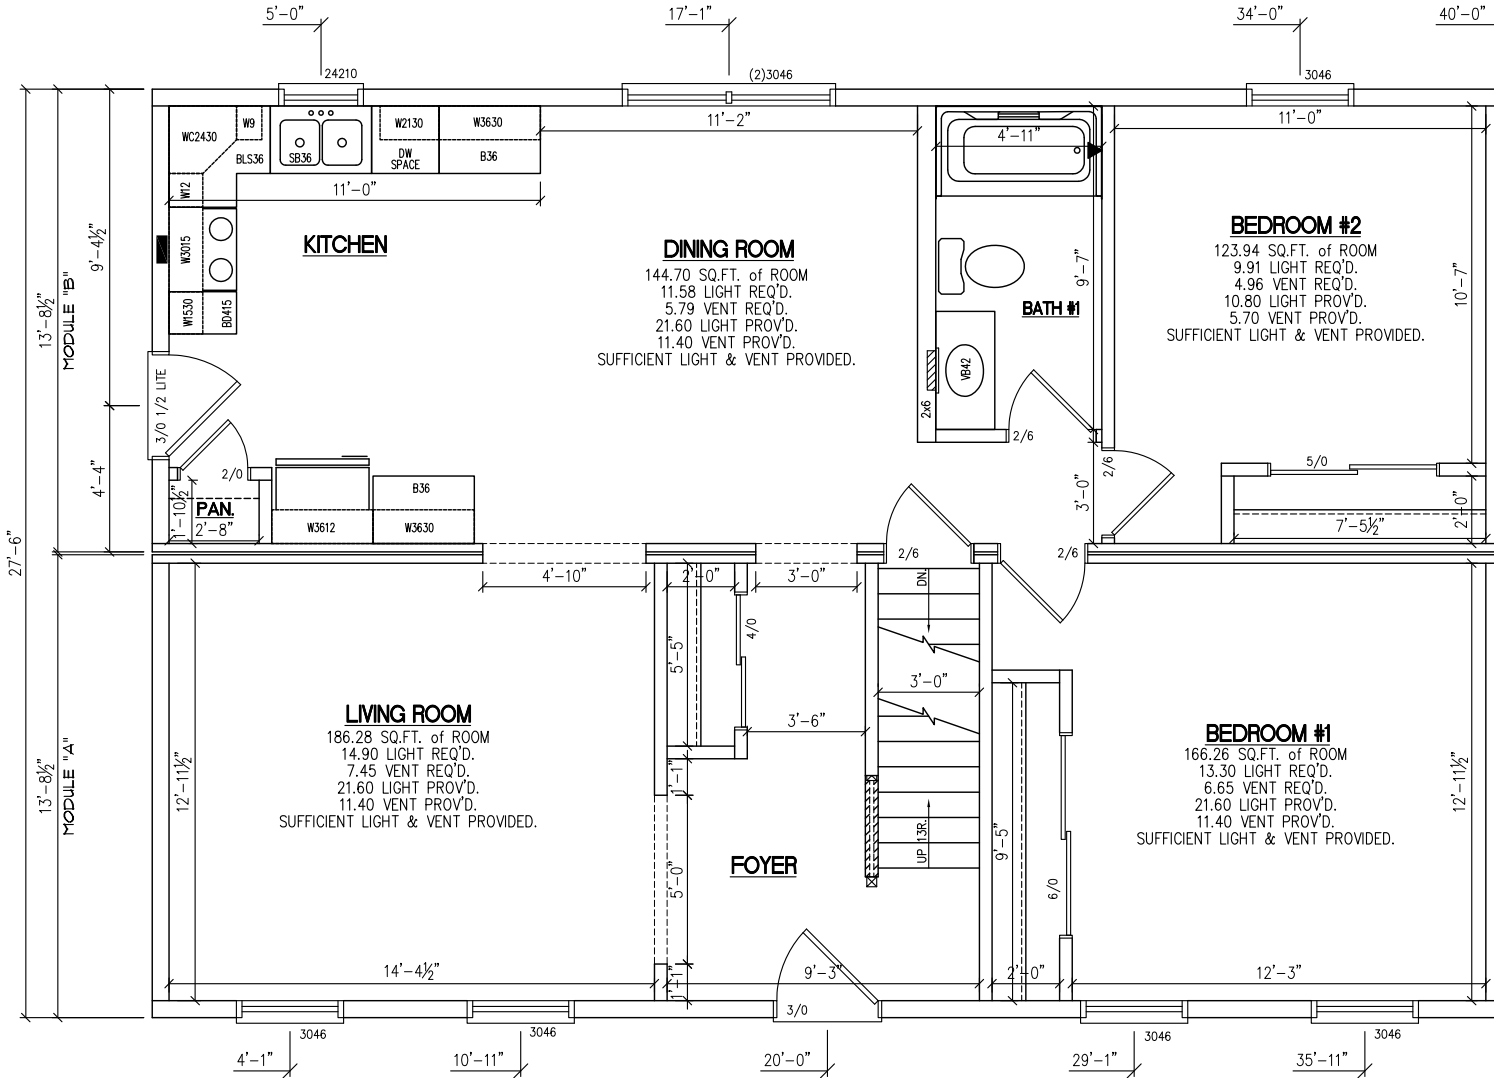 5'-0"
17'-1"
34'-0"
40'-0"
24210
(2)3046
3046
WC2430
W9
BLS36
SB36
W2130
DW
SPACE
W3630
B36
11'-2"
4'-11"
11'-0"
W12
11'-0"
W3015
W1530
BD415
KITCHEN
DINING ROOM
144.70 SQ.FT. of ROOM
11.58 LIGHT REQ'D.
5.79 VENT REQ'D.
21.60 LIGHT PROV'D.
11.40 VENT PROV'D.
SUFFICIENT LIGHT & VENT PROVIDED.
9'-7"
BATH #1
VB42
2x6
2/6
BEDROOM #2
123.94 SQ.FT. of ROOM
9.91 LIGHT REQ'D.
4.96 VENT REQ'D.
10.80 LIGHT PROV'D.
5.70 VENT PROV'D.
SUFFICIENT LIGHT & VENT PROVIDED.
10'-7"
9'-4½"
13'-8½"
MODULE "B"
27'-6"
4'-4"
3/0 1/2 LITE
2/0
1'-10½"
PAN.
2'-8"
B36
W3612
W3630
3'-0"
2/6
5/0
7'-5½"
2'-0"
2/6
2/6
4'-10"
2'-0"
3'-0"
DN.
4/0
5'-5"
3'-0"
3'-6"
LIVING ROOM
186.28 SQ.FT. of ROOM
14.90 LIGHT REQ'D.
7.45 VENT REQ'D.
21.60 LIGHT PROV'D.
11.40 VENT PROV'D.
SUFFICIENT LIGHT & VENT PROVIDED.
12'-11½"
13'-8½"
MODULE "A"
1'-1"
5'-0"
1'-1"
FOYER
UP 13R.
9'-5"
6/0
BEDROOM #1
166.26 SQ.FT. of ROOM
13.30 LIGHT REQ'D.
6.65 VENT REQ'D.
21.60 LIGHT PROV'D.
11.40 VENT PROV'D.
SUFFICIENT LIGHT & VENT PROVIDED.
12'-11½"
14'-4½"
9'-3"
2'-0"
12'-3"
3/0
3046
3046
3046
3046
4'-1"
10'-11"
20'-0"
29'-1"
35'-11"